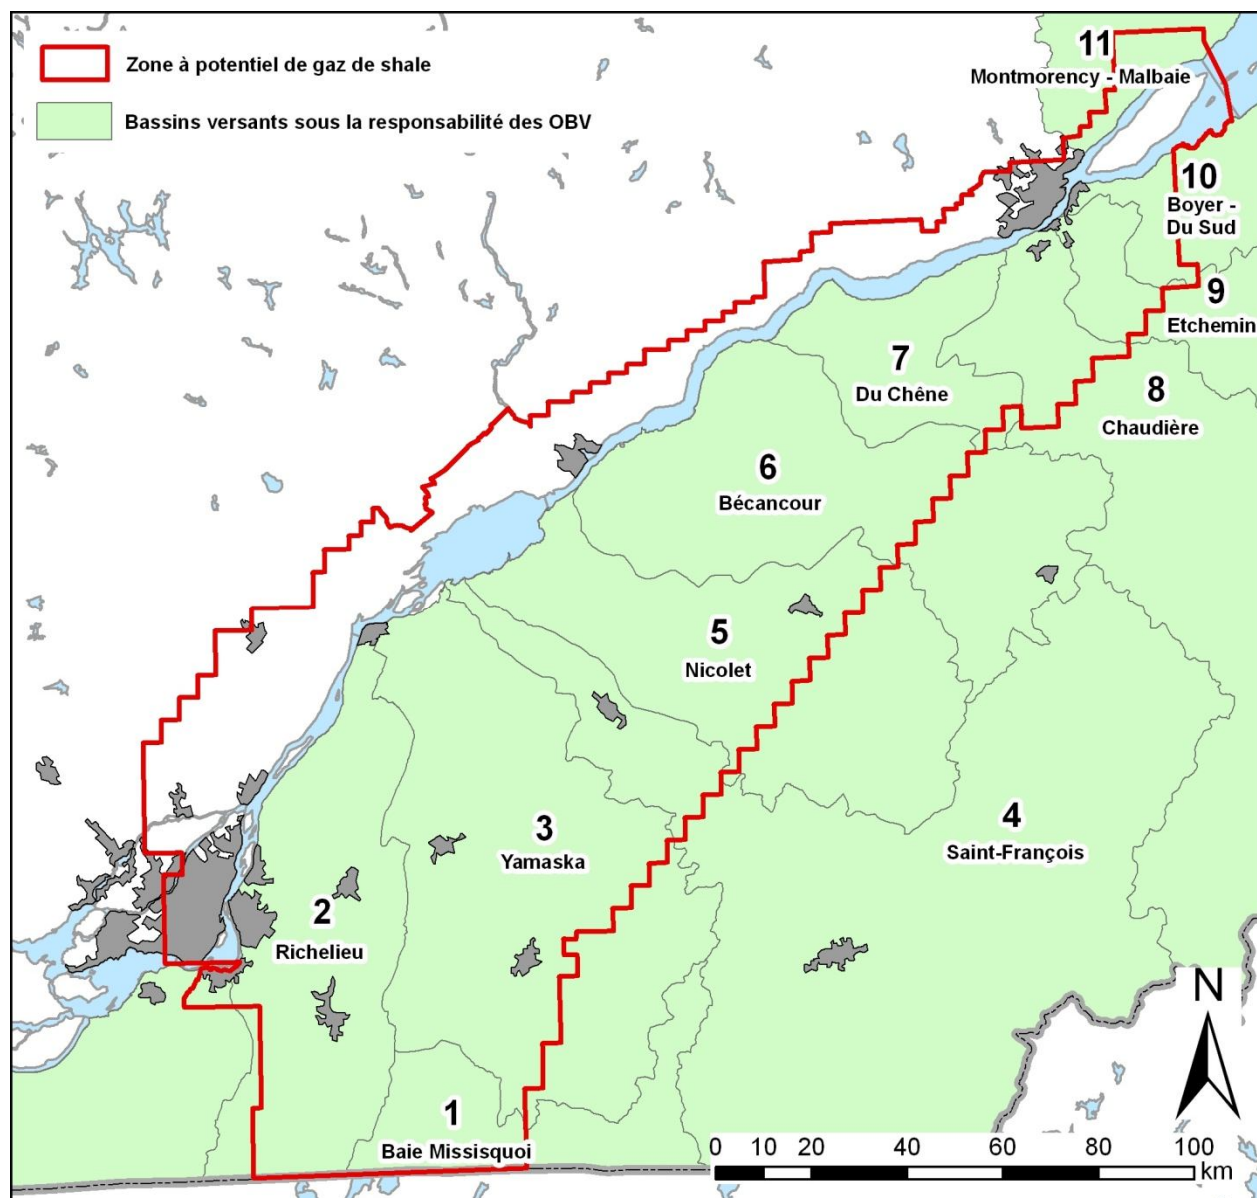 Zone à potentiel de gaz de shale
Bassins versants sous la responsabilité des OBV
11
Montmorency - Malbaie
10
Boyer -
Du Sud
9
Etchemin
7
Du Chêne
8
Chaudière
6
Bécancour
5
Nicolet
4
Saint-François
3
Yamaska
2
Richelieu
1
Baie Missisquoi
N
0 10 20 40 60 80 100
km